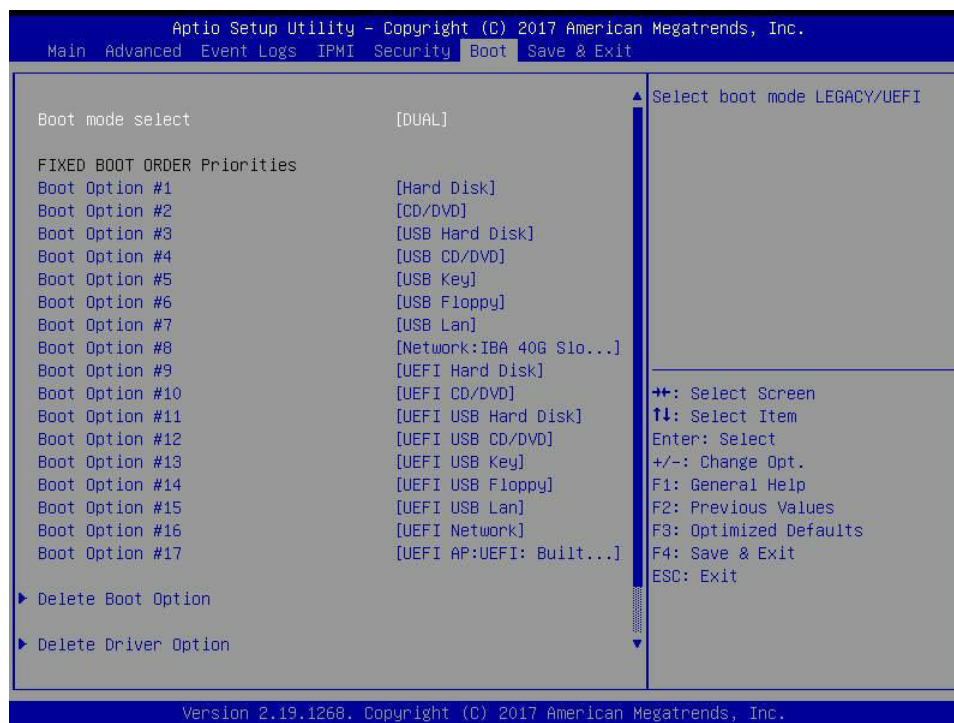 Aptio Setup Utility – Copyright (C) 2017 American Megatrends, Inc.
Main Advanced Event Logs IPMI Security Boot Save & Exit
Boot mode select [DUAL]
FIXED BOOT ORDER Priorities
Boot Option #1 [Hard Disk]
Boot Option #2 [CD/DVD]
Boot Option #3 [USB Hard Disk]
Boot Option #4 [USB CD/DVD]
Boot Option #5 [USB Key]
Boot Option #6 [USB Floppy]
Boot Option #7 [USB Lan]
Boot Option #8 [Network:IBA 40G Slo...]
Boot Option #9 [UEFI Hard Disk]
Boot Option #10 [UEFI CD/DVD]
Boot Option #11 [UEFI USB Hard Disk]
Boot Option #12 [UEFI USB CD/DVD]
Boot Option #13 [UEFI USB Key]
Boot Option #14 [UEFI USB Floppy]
Boot Option #15 [UEFI USB Lan]
Boot Option #16 [UEFI Network]
Boot Option #17 [UEFI AP:UEFI: Built...]
Delete Boot Option
Delete Driver Option
Select boot mode LEGACY/UEFI
→←: Select Screen
↑↓: Select Item
Enter: Select
+/-: Change Opt.
F1: General Help
F2: Previous Values
F3: Optimized Defaults
F4: Save & Exit
ESC: Exit
Version 2.19.1268. Copyright (C) 2017 American Megatrends, Inc.